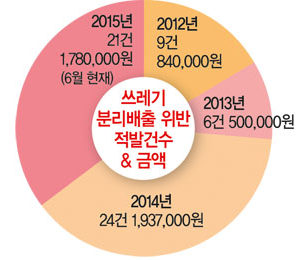 2015년
21건
1,780,000원
(6월 현재)
2012년
9건
840,000원
2013년
6건 500,000원
쓰레기
분리배출 위반
적발건수
& 금액
2014년
24건 1,937,000원